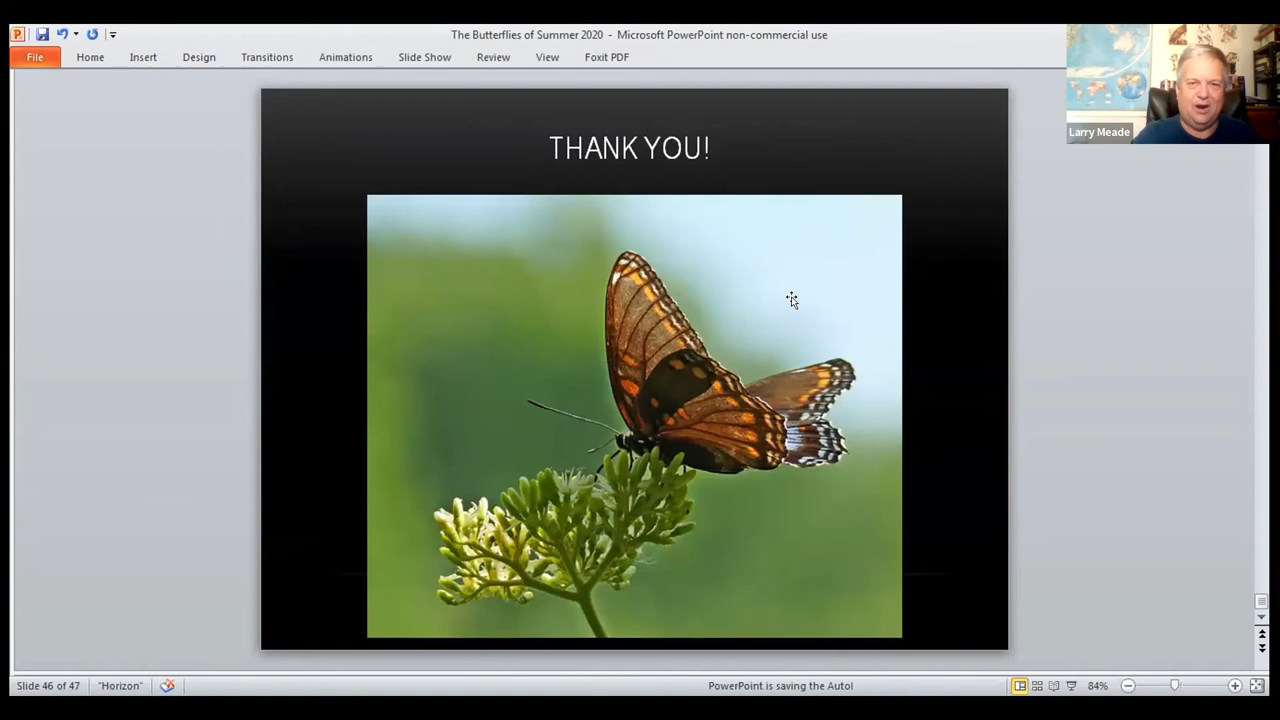 The Butterflies of Summer 2020 - Microsoft PowerPoint non-commercial use
File Home Insert Design Transitions Animations Slide Show Review View Foxit PDF
Larry Meade
THANK YOU!
Slide 46 of 47 "Horizon" PowerPoint is saving the Autol 84%